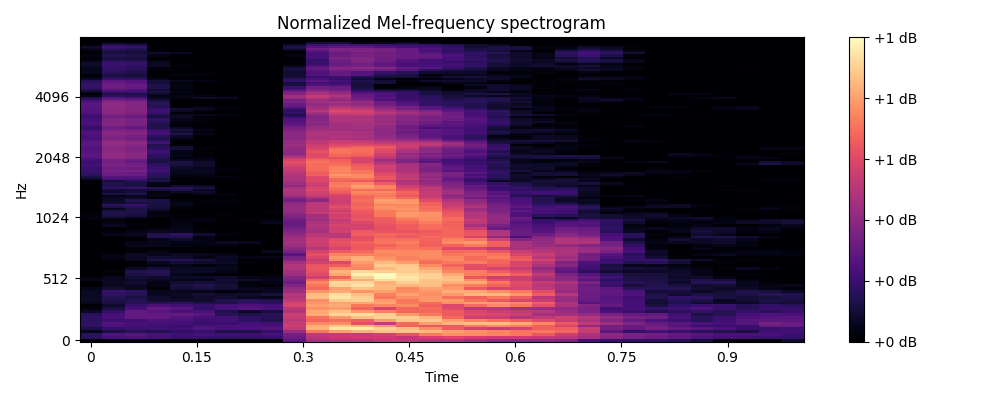 Normalized Mel-frequency spectrogram
Hz
4096
2048
1024
512
0
0 0.15 0.3 0.45 0.6 0.75 0.9
Time
+1 dB
+1 dB
+1 dB
+0 dB
+0 dB
+0 dB